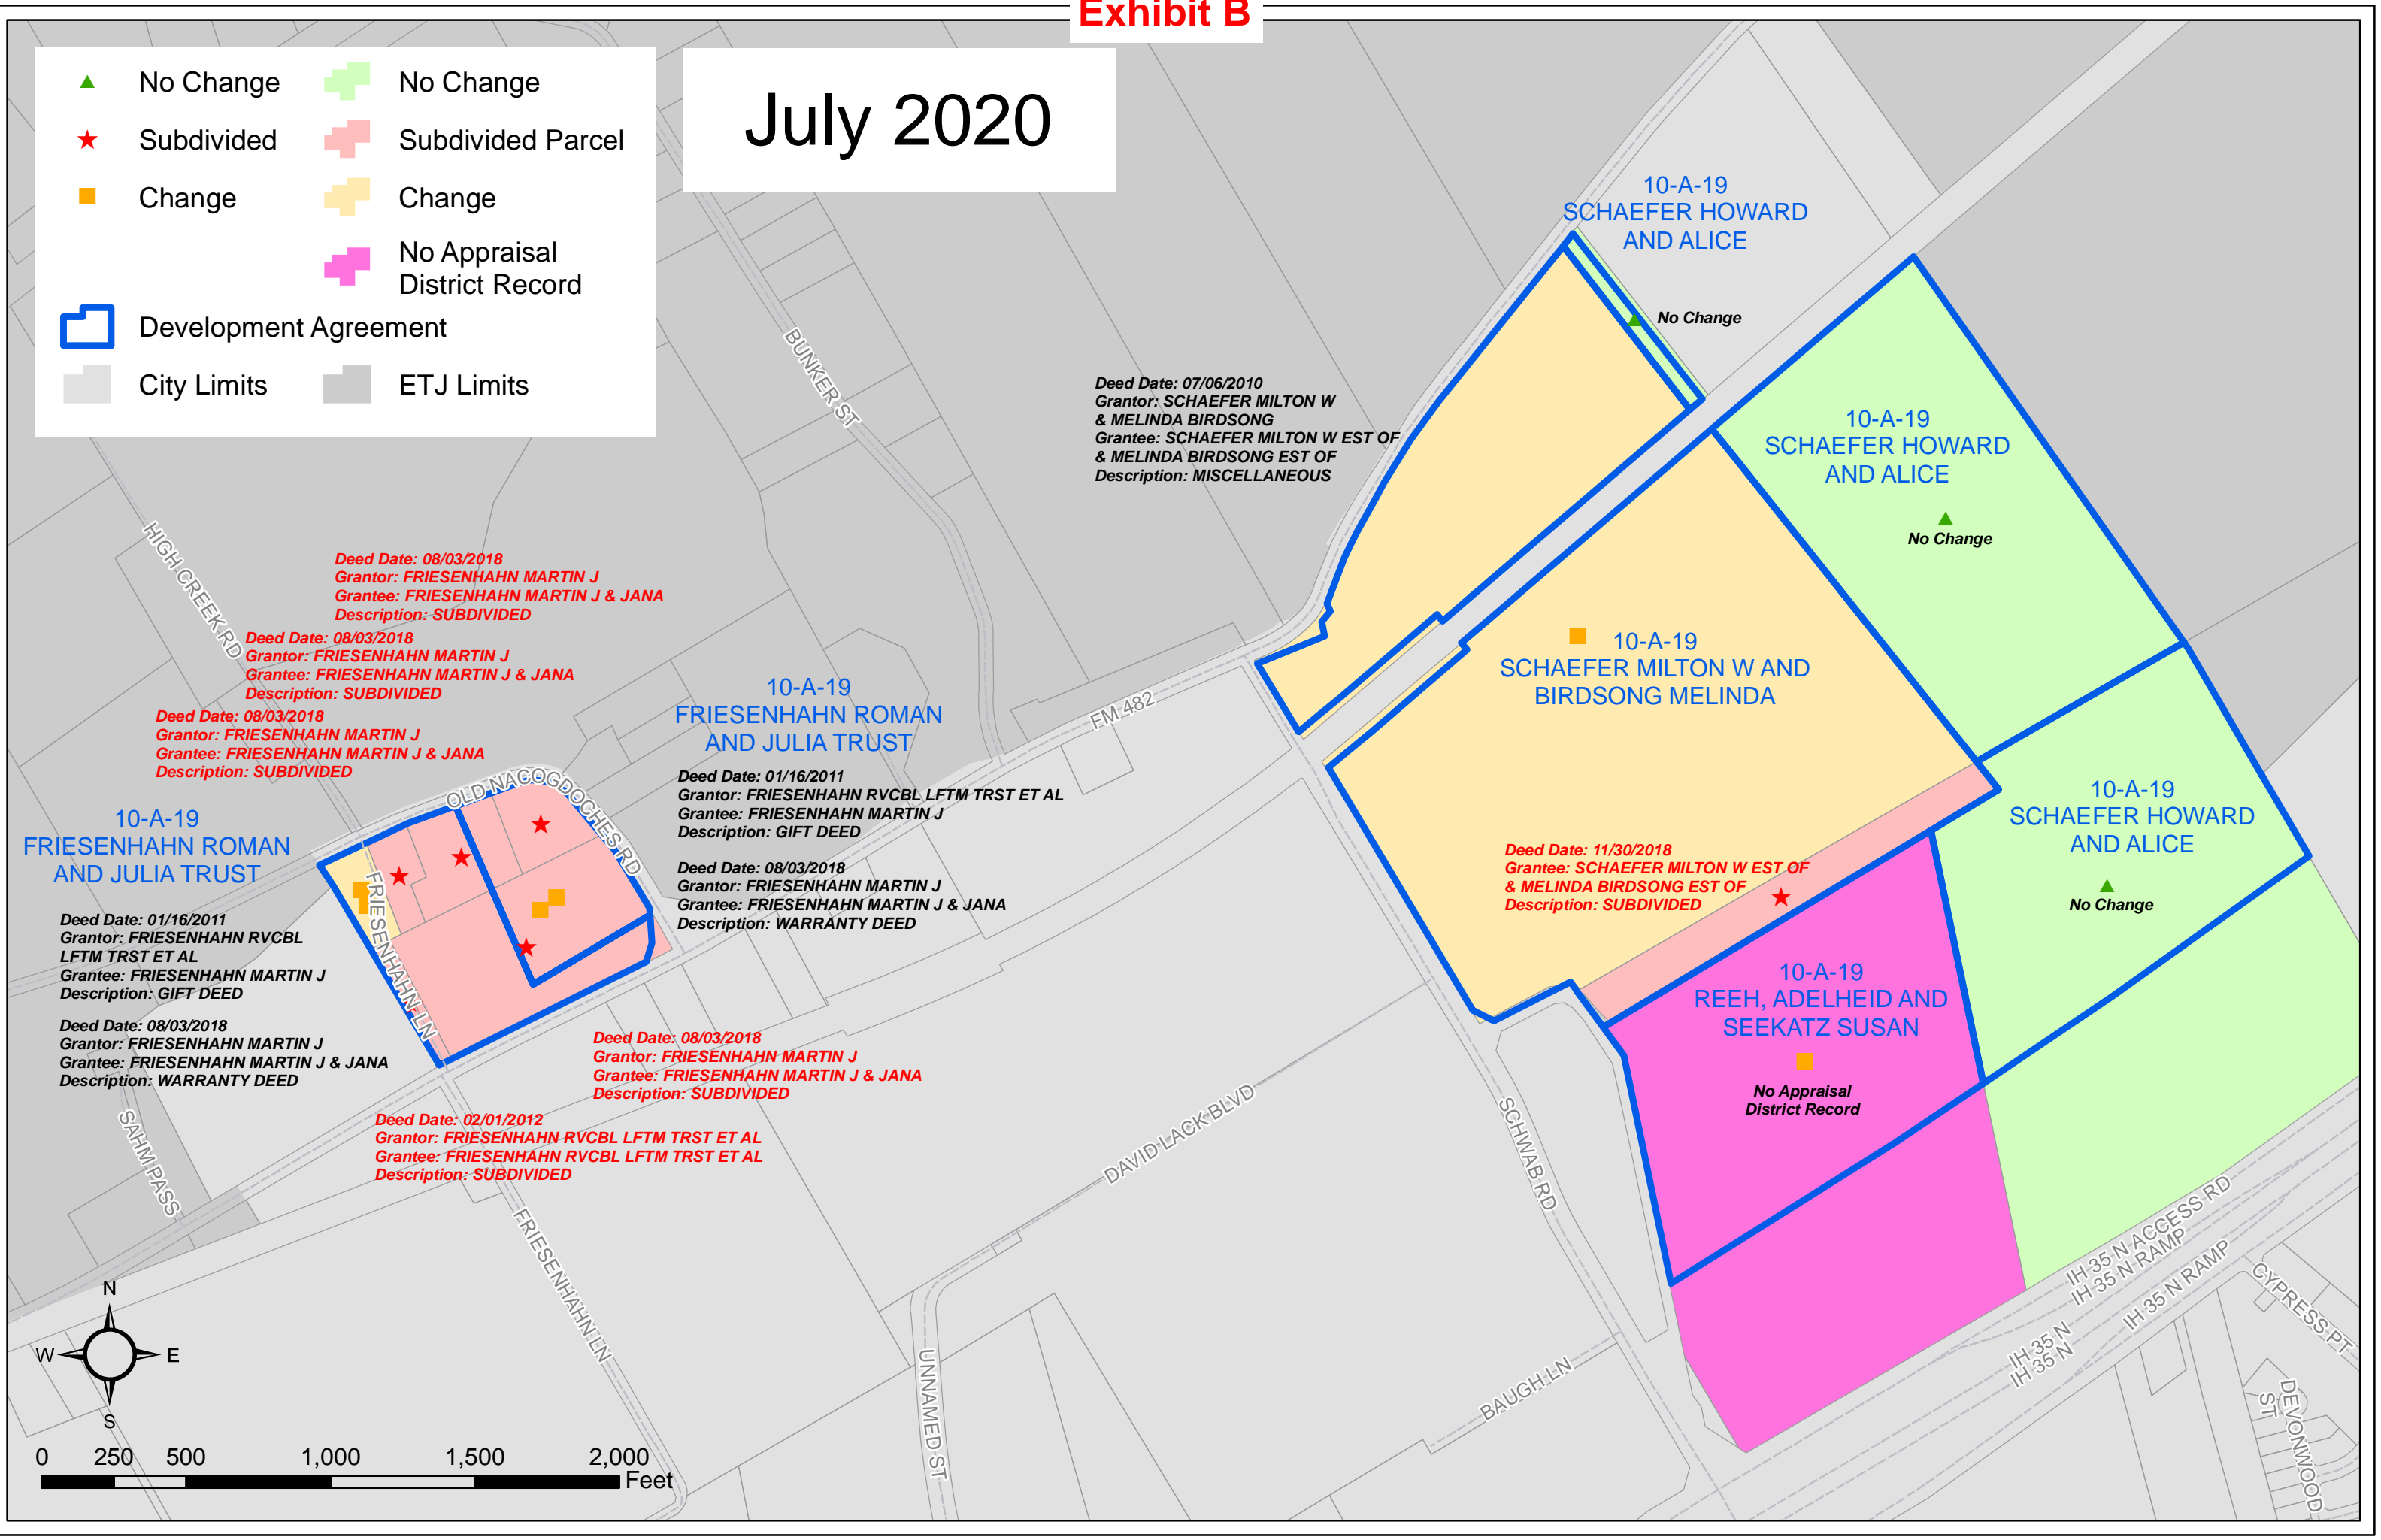 Exhibit B
No Change
No Change
Subdivided
Subdivided Parcel
Change
Change
No Appraisal
District Record
Development Agreement
City Limits
ETJ Limits
July 2020
10-A-19
SCHAEFER HOWARD
AND ALICE
No Change
BUNKER ST
Deed Date: 07/06/2010
Grantor: SCHAEFER MILTON W
& MELINDA BIRDSONG
Grantee: SCHAEFER MILTON W EST OF
& MELINDA BIRDSONG EST OF
Description: MISCELLANEOUS
10-A-19
SCHAEFER HOWARD
AND ALICE
No Change
HIGH CREEK RD
Deed Date: 08/03/2018
Grantor: FRIESENHAHN MARTIN J
Grantee: FRIESENHAHN MARTIN J & JANA
Description: SUBDIVIDED
Deed Date: 08/03/2018
Grantor: FRIESENHAHN MARTIN J
Grantee: FRIESENHAHN MARTIN J & JANA
Description: SUBDIVIDED
Deed Date: 08/03/2018
Grantor: FRIESENHAHN MARTIN J
Grantee: FRIESENHAHN MARTIN J & JANA
Description: SUBDIVIDED
10-A-19
FRIESENHAHN ROMAN
AND JULIA TRUST
10-A-19
SCHAEFER MILTON W AND
BIRDSONG MELINDA
FM 482
OLD NACOGDOCHES RD
Deed Date: 01/16/2011
Grantor: FRIESENHAHN RVCBL LFTM TRST ET AL
Grantee: FRIESENHAHN MARTIN J
Description: GIFT DEED
Deed Date: 08/03/2018
Grantor: FRIESENHAHN MARTIN J
Grantee: FRIESENHAHN MARTIN J & JANA
Description: WARRANTY DEED
10-A-19
FRIESENHAHN ROMAN
AND JULIA TRUST
Deed Date: 01/16/2011
Grantor: FRIESENHAHN RVCBL
LFTM TRST ET AL
Grantee: FRIESENHAHN MARTIN J
Description: GIFT DEED
Deed Date: 08/03/2018
Grantor: FRIESENHAHN MARTIN J
Grantee: FRIESENHAHN MARTIN J & JANA
Description: WARRANTY DEED
FRIESENHAHN LN
10-A-19
SCHAEFER HOWARD
AND ALICE
No Change
Deed Date: 11/30/2018
Grantee: SCHAEFER MILTON W EST OF
& MELINDA BIRDSONG EST OF
Description: SUBDIVIDED
10-A-19
REEH, ADELHEID AND
SEEKATZ SUSAN
No Appraisal
District Record
Deed Date: 08/03/2018
Grantor: FRIESENHAHN MARTIN J
Grantee: FRIESENHAHN MARTIN J & JANA
Description: SUBDIVIDED
Deed Date: 02/01/2012
Grantor: FRIESENHAHN RVCBL LFTM TRST ET AL
Grantee: FRIESENHAHN RVCBL LFTM TRST ET AL
Description: SUBDIVIDED
SAHM PASS
DAVID LACK BLVD
SCHWAB RD
FRIESENHAHN LN
IH 35 N ACCESS RD
IH 35 N RAMP
IH 35 N RAMP
CYPRESS PT
IH 35 N
IH 35 N
UNNAMED ST
BAUGH LN
DEVONWOOD
ST
N
W
E
S
0 250 500 1,000 1,500 2,000
Feet